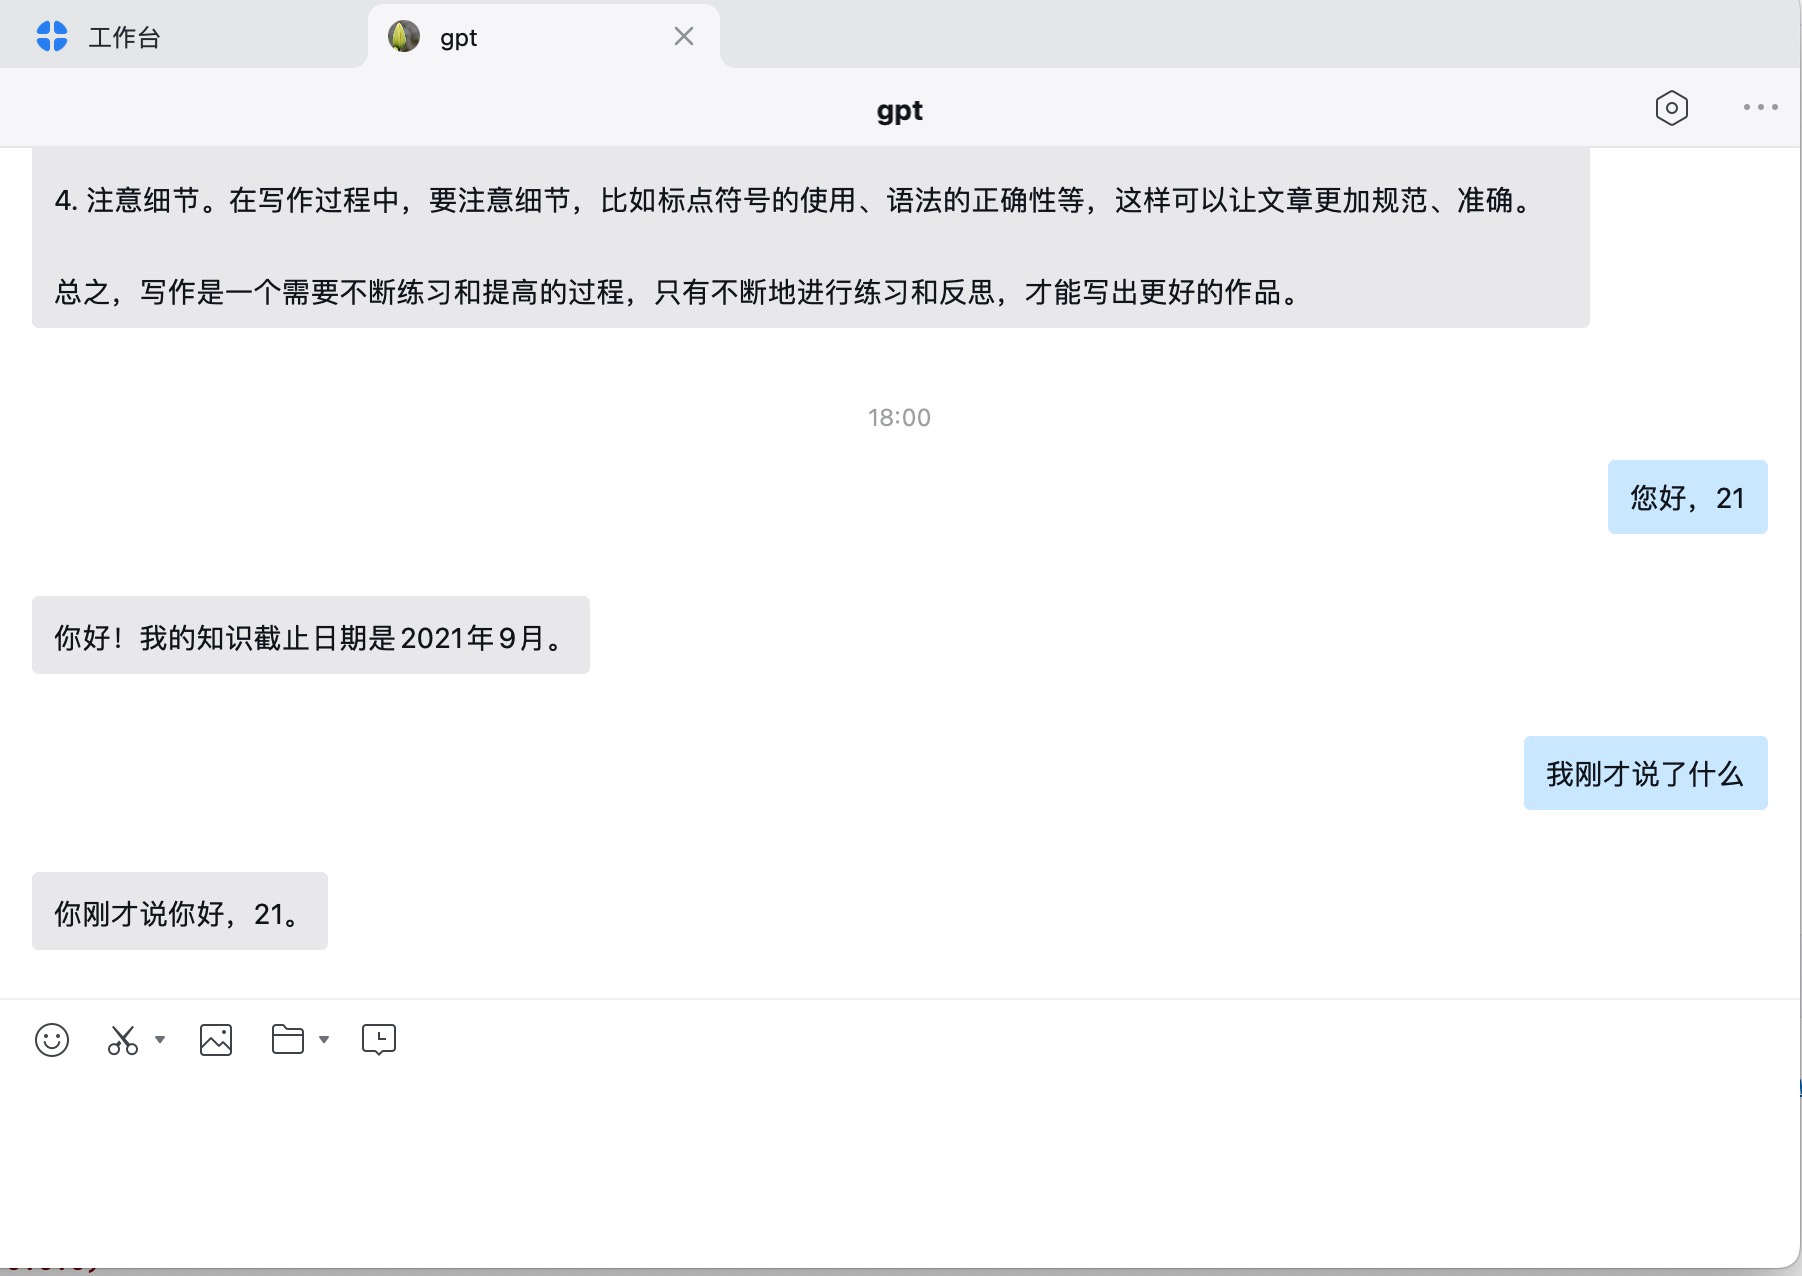 工作台
gpt
gpt
4. 注意细节。在写作过程中，要注意细节，比如标点符号的使用、语法的正确性等，这样可以让文章更加规范、准确。
总之，写作是一个需要不断练习和提高的过程，只有不断地进行练习和反思，才能写出更好的作品。
18:00
您好，21
你好！我的知识截止日期是2021年9月。
我刚才说了什么
你刚才说你好，21。